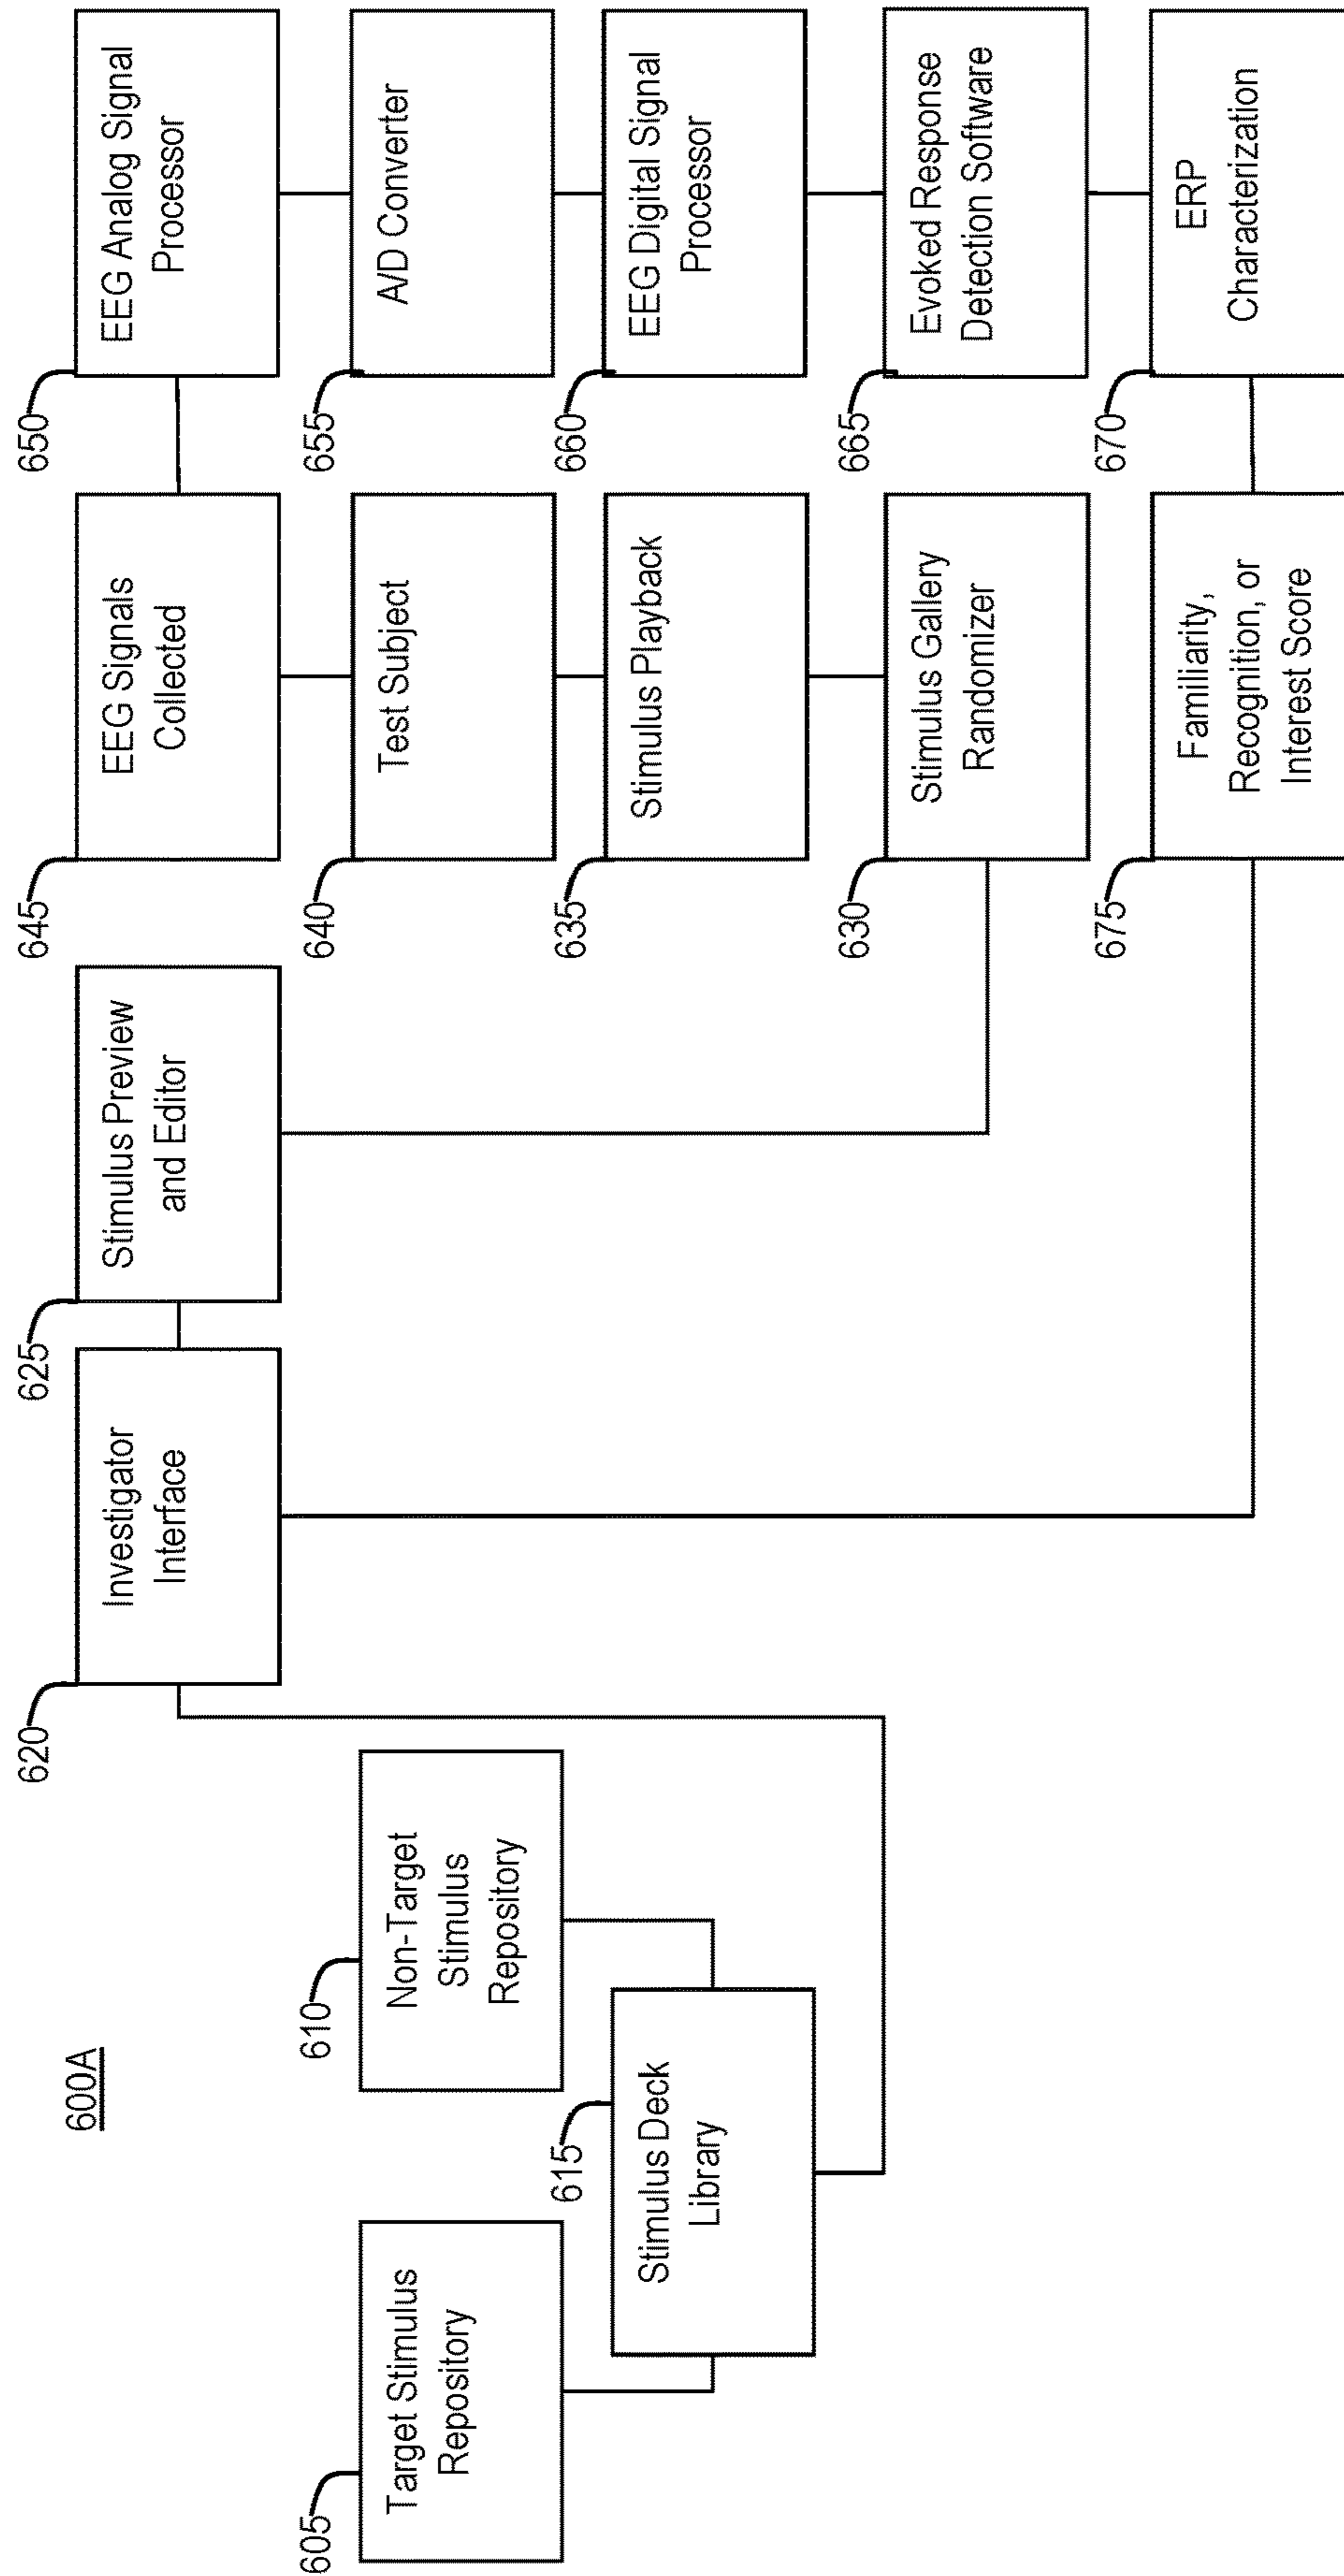 600A
605
Target Stimulus
Repository
610
Non-Target
Stimulus
Repository
615
Stimulus Deck
Library
620
Investigator
Interface
625
Stimulus Preview
and Editor
645
EEG Signals
Collected
640
Test Subject
635
Stimulus Playback
630
Stimulus Gallery
Randomizer
675
Familiarity,
Recognition, or
Interest Score
650
EEG Analog Signal
Processor
655
A/D Converter
660
EEG Digital Signal
Processor
665
Evoked Response
Detection Software
670
ERP
Characterization